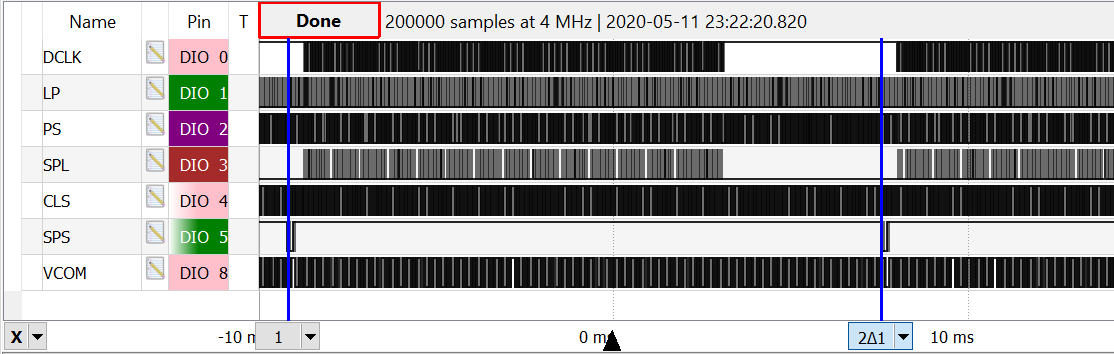 Name Pin T Done 200000 samples at 4 MHz | 2020-05-11 23:22:20.820
DCLK DIO 0
LP DIO 1
PS DIO 2
SPL DIO 3
CLS DIO 4
SPS DIO 5
VCOM DIO 8
X -10 m 1 0 ms 2Δ1 10 ms